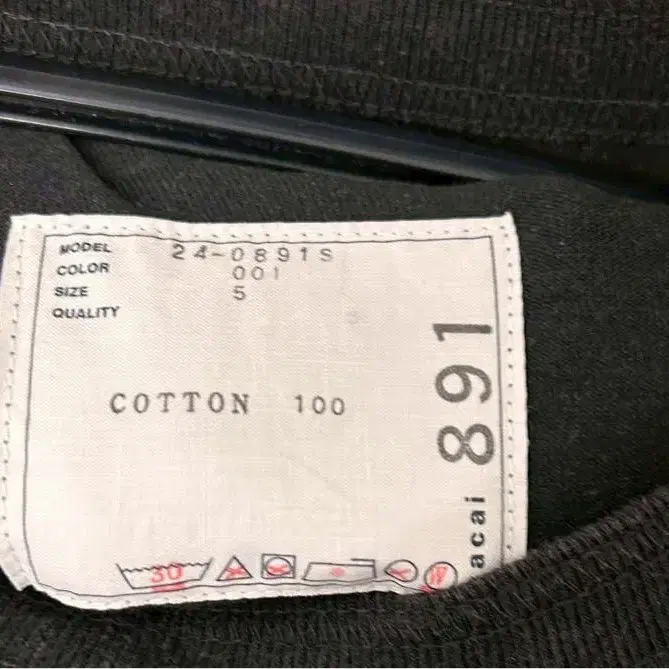 MODEL 24-0891S
COLOR 001
SIZE 5
QUALITY
COTTON 100
acai 891
30
W